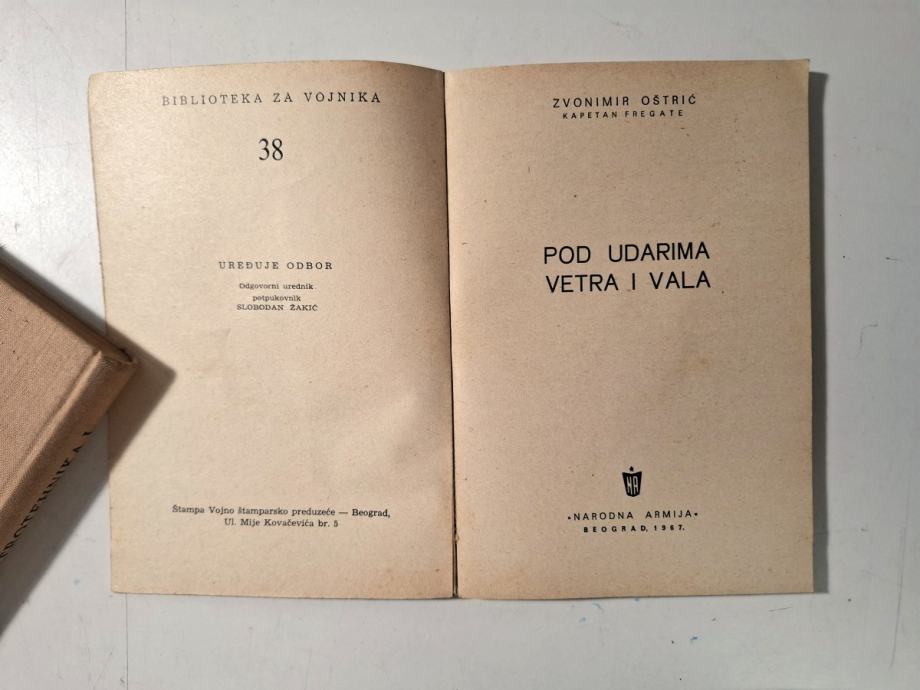 BIBLIOTEKA ZA VOJNIKA
38
UREĐUJE ODBOR
Odgovorni urednik
potpukovnik
SLOBODAN ŽAKIĆ
Štampa Vojno štamparsko preduzeće — Beograd,
Ul. Mije Kovačevića br. 5
ZVONIMIR OŠTRIĆ
KAPETAN FREGATE
POD UDARIMA
VETRA I VALA
NA
•NARODNA ARMIJA•
BEOGRAD, 1967.